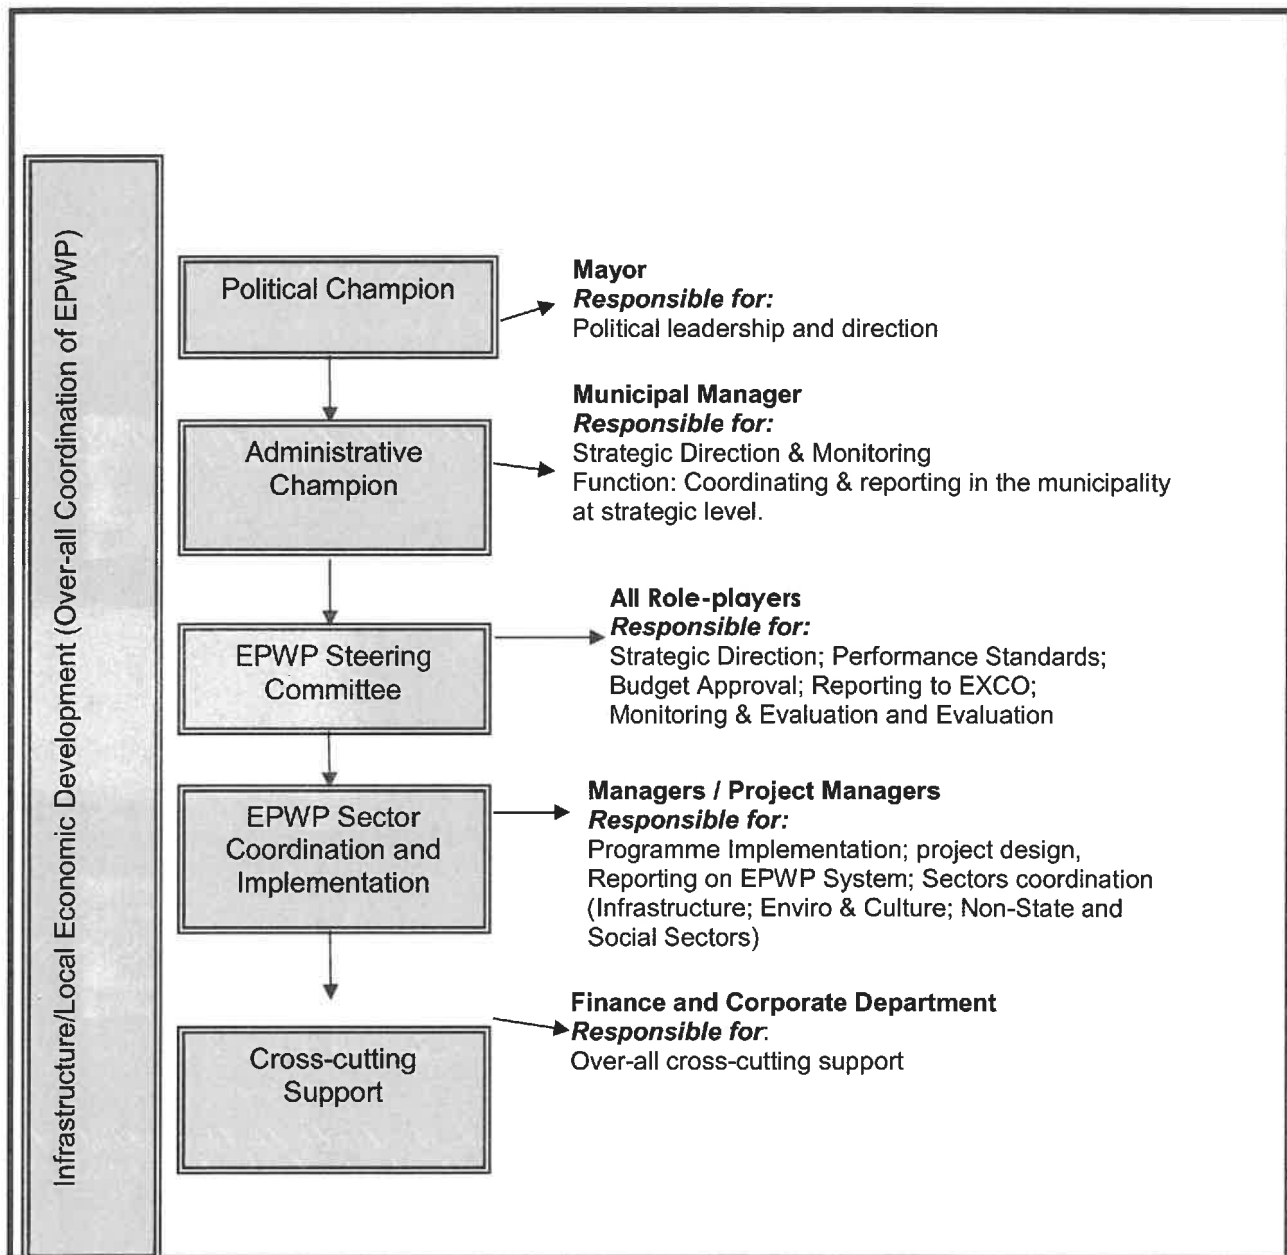 Infrastructure/Local Economic Development (Over-all Coordination of EPWP)
Political Champion
Mayor
Responsible for:
Political leadership and direction
Administrative
Champion
Municipal Manager
Responsible for:
Strategic Direction & Monitoring
Function: Coordinating & reporting in the municipality
at strategic level.
EPWP Steering
Committee
All Role-players
Responsible for:
Strategic Direction; Performance Standards;
Budget Approval; Reporting to EXCO;
Monitoring & Evaluation and Evaluation
EPWP Sector
Coordination and
Implementation
Managers / Project Managers
Responsible for:
Programme Implementation; project design,
Reporting on EPWP System; Sectors coordination
(Infrastructure; Enviro & Culture; Non-State and
Social Sectors)
Cross-cutting
Support
Finance and Corporate Department
Responsible for:
Over-all cross-cutting support